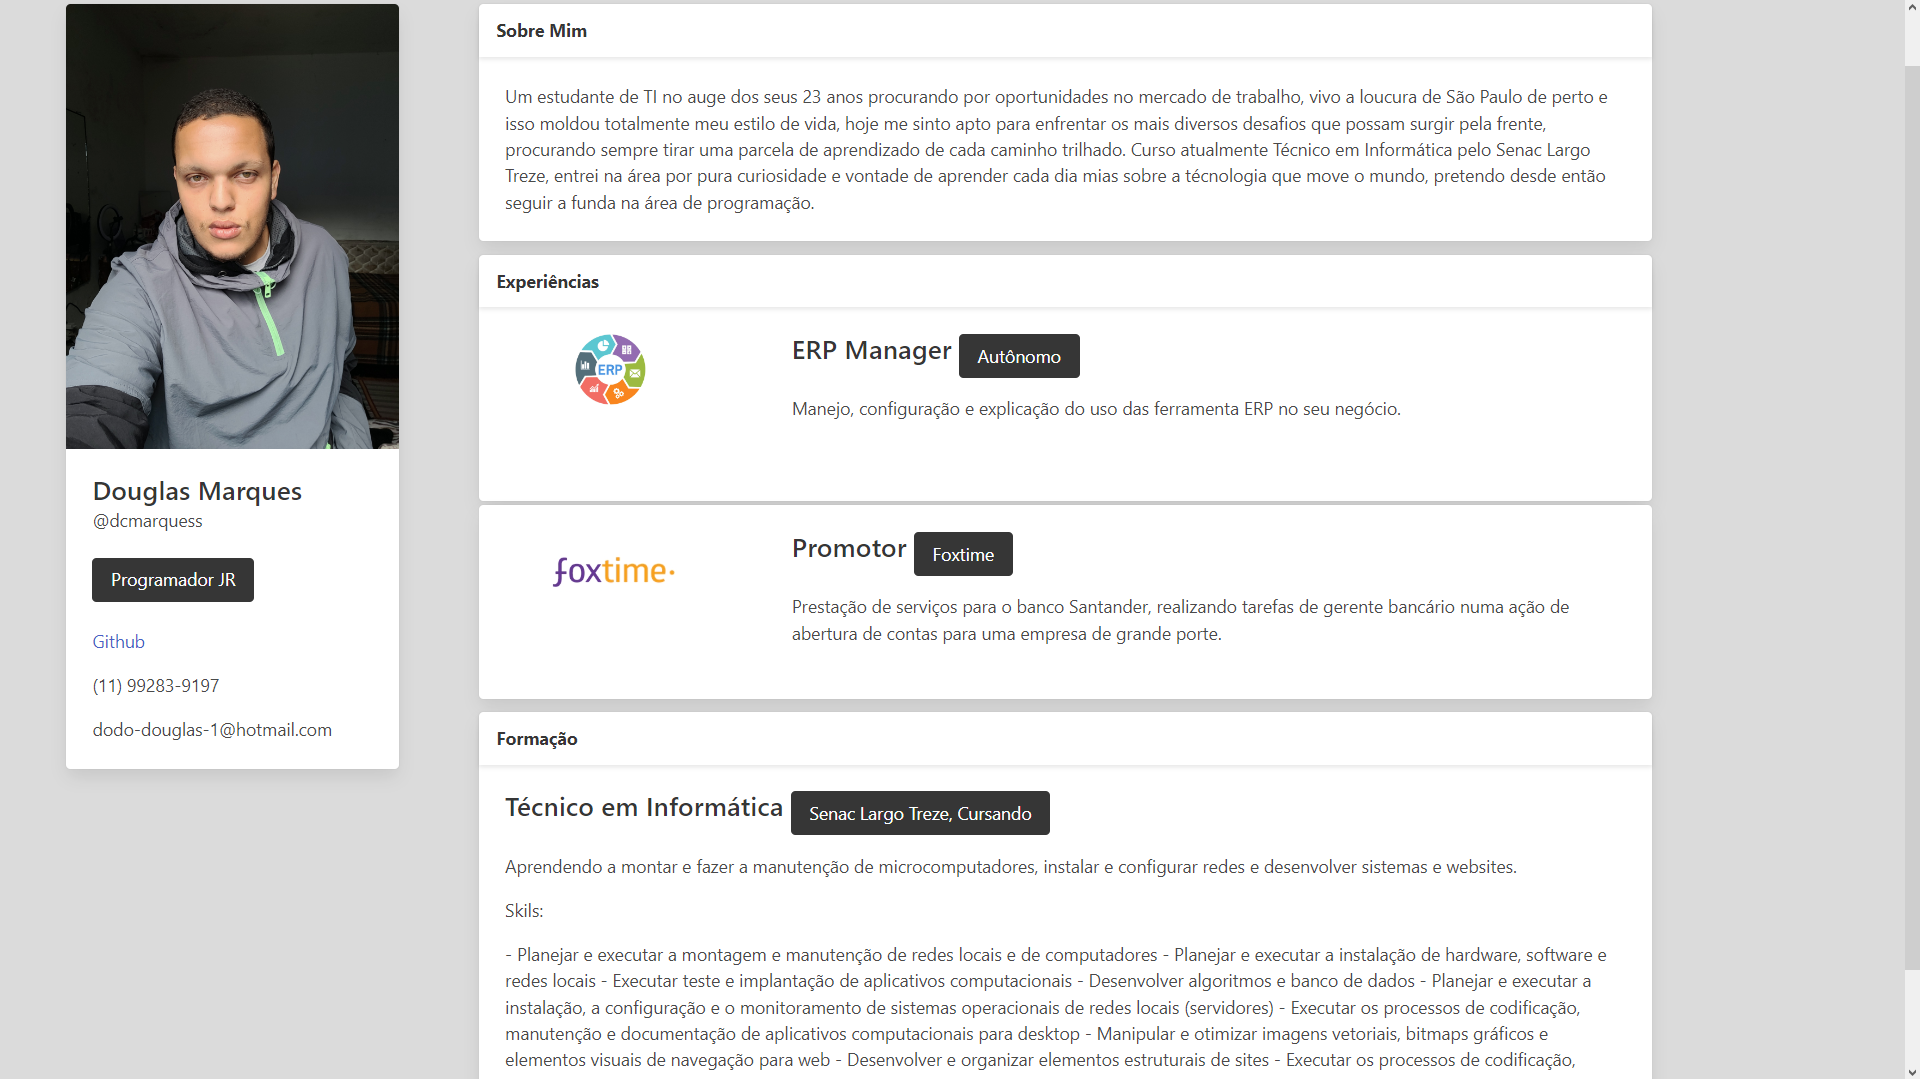 Douglas Marques
@dcmarquess
Programador JR
Github
(11) 99283-9197
dodo-douglas-1@hotmail.com
Sobre Mim
Um estudante de TI no auge dos seus 23 anos procurando por oportunidades no mercado de trabalho, vivo a loucura de São Paulo de perto e
isso moldou totalmente meu estilo de vida, hoje me sinto apto para enfrentar os mais diversos desafios que possam surgir pela frente,
procurando sempre tirar uma parcela de aprendizado de cada caminho trilhado. Curso atualmente Técnico em Informática pelo Senac Largo
Treze, entrei na área por pura curiosidade e vontade de aprender cada dia mias sobre a técnologia que move o mundo, pretendo desde então
seguir a funda na área de programação.
Experiências
ERP
ERP Manager Autônomo
Manejo, configuração e explicação do uso das ferramenta ERP no seu negócio.
foxtime
Promotor Foxtime
Prestação de serviços para o banco Santander, realizando tarefas de gerente bancário numa ação de
abertura de contas para uma empresa de grande porte.
Formação
Técnico em Informática Senac Largo Treze, Cursando
Aprendendo a montar e fazer a manutenção de microcomputadores, instalar e configurar redes e desenvolver sistemas e websites.
Skils:
- Planejar e executar a montagem e manutenção de redes locais e de computadores - Planejar e executar a instalação de hardware, software e
redes locais - Executar teste e implantação de aplicativos computacionais - Desenvolver algoritmos e banco de dados - Planejar e executar a
instalação, a configuração e o monitoramento de sistemas operacionais de redes locais (servidores) - Executar os processos de codificação,
manutenção e documentação de aplicativos computacionais para desktop - Manipular e otimizar imagens vetoriais, bitmaps gráficos e
elementos visuais de navegação para web - Desenvolver e organizar elementos estruturais de sites - Executar os processos de codificação,